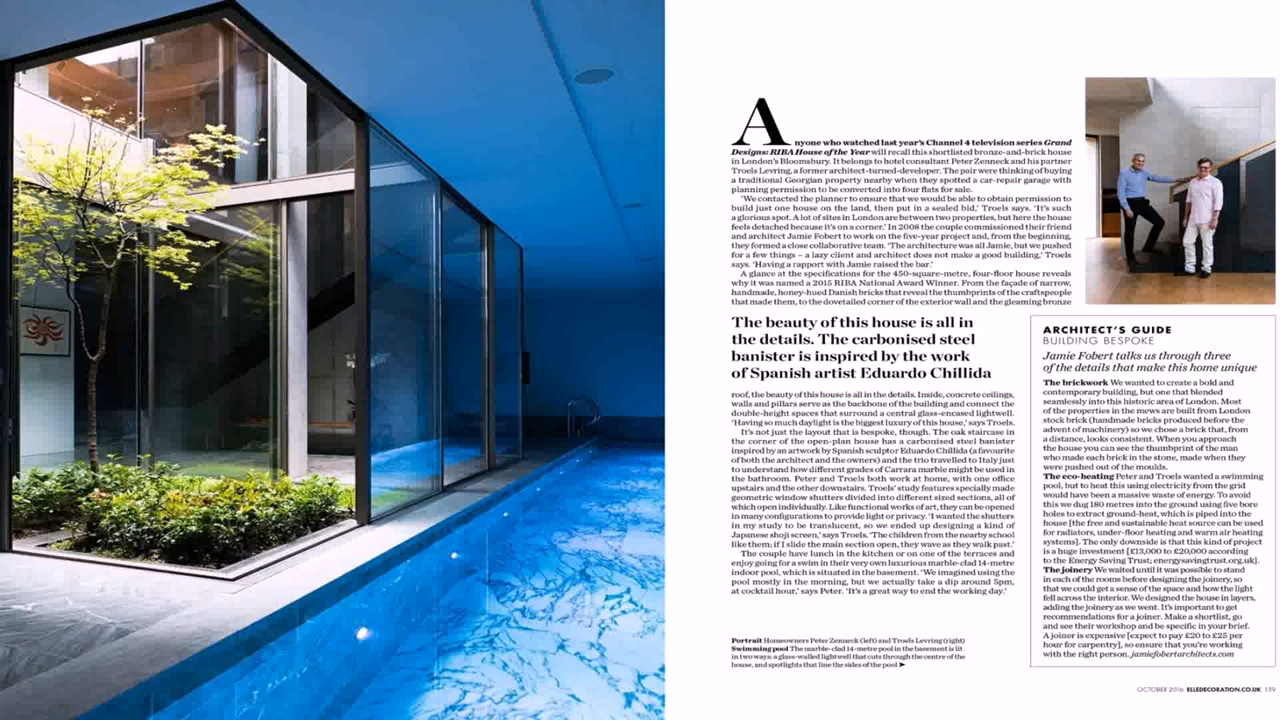 Anyone who watched last year's Channel 4 television series Grand
Designs: RIBA House of the Year will recall this shortlisted bronze-and-brick house
in London's Bloomsbury. It belongs to hotel consultant Peter Zenneck and his partner
Troels Levring, a former architect-turned-developer. The pair were thinking of buying
a traditional Georgian property nearby when they spotted a car-repair garage with
planning permission to be converted into four flats for sale.
'We contacted the planner to ensure that we would be able to obtain permission to
build just one house on the land, then put in a sealed bid,' Troels says. 'It's such
a glorious spot. A lot of sites in London are between two properties, but here the house
feels detached because it's on a corner.' In 2008 the couple commissioned their friend
and architect Jamie Fobert to work on the five-year project and, from the beginning,
they formed a close collaborative team. 'The architecture was all Jamie, but we pushed
for a few things – a lazy client and architect does not make a good building,' Troels
says. 'Having a rapport with Jamie raised the bar.'
A glance at the specifications for the 450-square-metre, four-floor house reveals
why it was named a 2015 RIBA National Award Winner. From the façade of narrow,
handmade, honey-hued Danish bricks that reveal the thumbprints of the craftspeople
that made them, to the dovetailed corner of the exterior wall and the gleaming bronze
The beauty of this house is all in
the details. The carbonised steel
banister is inspired by the work
of Spanish artist Eduardo Chillida
roof, the beauty of this house is all in the details. Inside, concrete ceilings,
walls and pillars serve as the backbone of the building and connect the
double-height spaces that surround a central glass-encased lightwell.
'Having so much daylight is the biggest luxury of this house,' says Troels.
It's not just the layout that is bespoke, though. The oak staircase in
the corner of the open-plan house has a carbonised steel banister
inspired by an artwork by Spanish sculptor Eduardo Chillida (a favourite
of both the architect and the owners) and the trio travelled to Italy just
to understand how different grades of Carrara marble might be used in
the bathroom. Peter and Troels both work at home, with one office
upstairs and the other downstairs. Troels' study features specially made
geometric window shutters divided into different sized sections, all of
which open individually. Like functional works of art, they can be opened
in many configurations to provide light or privacy. 'I wanted the shutters
in my study to be translucent, so we ended up designing a kind of
Japanese shoji screen,' says Troels. 'The children from the nearby school
like them; if I slide the main section open, they wave as they walk past.'
The couple have lunch in the kitchen or on one of the terraces and
enjoy going for a swim in their very own luxurious marble-clad 14-metre
indoor pool, which is situated in the basement. 'We imagined using the
pool mostly in the morning, but we actually take a dip around 5pm,
at cocktail hour,' says Peter. 'It's a great way to end the working day.'
Portrait Homeowners Peter Zenneck (left) and Troels Levring (right)
Swimming pool The marble-clad 14-metre pool in the basement is lit
in two ways: a glass-walled lightwell that cuts through the centre of the
house, and spotlights that line the sides of the pool ➤
ARCHITECT'S GUIDE
BUILDING BESPOKE
Jamie Fobert talks us through three
of the details that make this home unique
The brickwork We wanted to create a bold and
contemporary building, but one that blended
seamlessly into this historic area of London. Most
of the properties in the mews are built from London
stock brick (handmade bricks produced before the
advent of machinery) so we chose a brick that, from
a distance, looks consistent. When you approach
the house you can see the thumbprint of the man
who made each brick in the stone, made when they
were pushed out of the moulds.
The eco-heating Peter and Troels wanted a swimming
pool, but to heat this using electricity from the grid
would have been a massive waste of energy. To avoid
this we dug 180 metres into the ground using five bore
holes to extract ground-heat, which is piped into the
house [the free and sustainable heat source can be used
for radiators, under-floor heating and warm air heating
systems]. The only downside is that this kind of project
is a huge investment [£13,000 to £20,000 according
to the Energy Saving Trust; energysavingtrust.org.uk].
The joinery We waited until it was possible to stand
in each of the rooms before designing the joinery, so
that we could get a sense of the space and how the light
fell across the interior. We designed the house in layers,
adding the joinery as we went. It's important to get
recommendations for a joiner. Make a shortlist, go
and see their workshop and be specific in your brief.
A joiner is expensive [expect to pay £20 to £25 per
hour for carpentry], so ensure that you're working
with the right person. jamiefobertarchitects.com
OCTOBER 2016 ELLEDECORATION.CO.UK 159